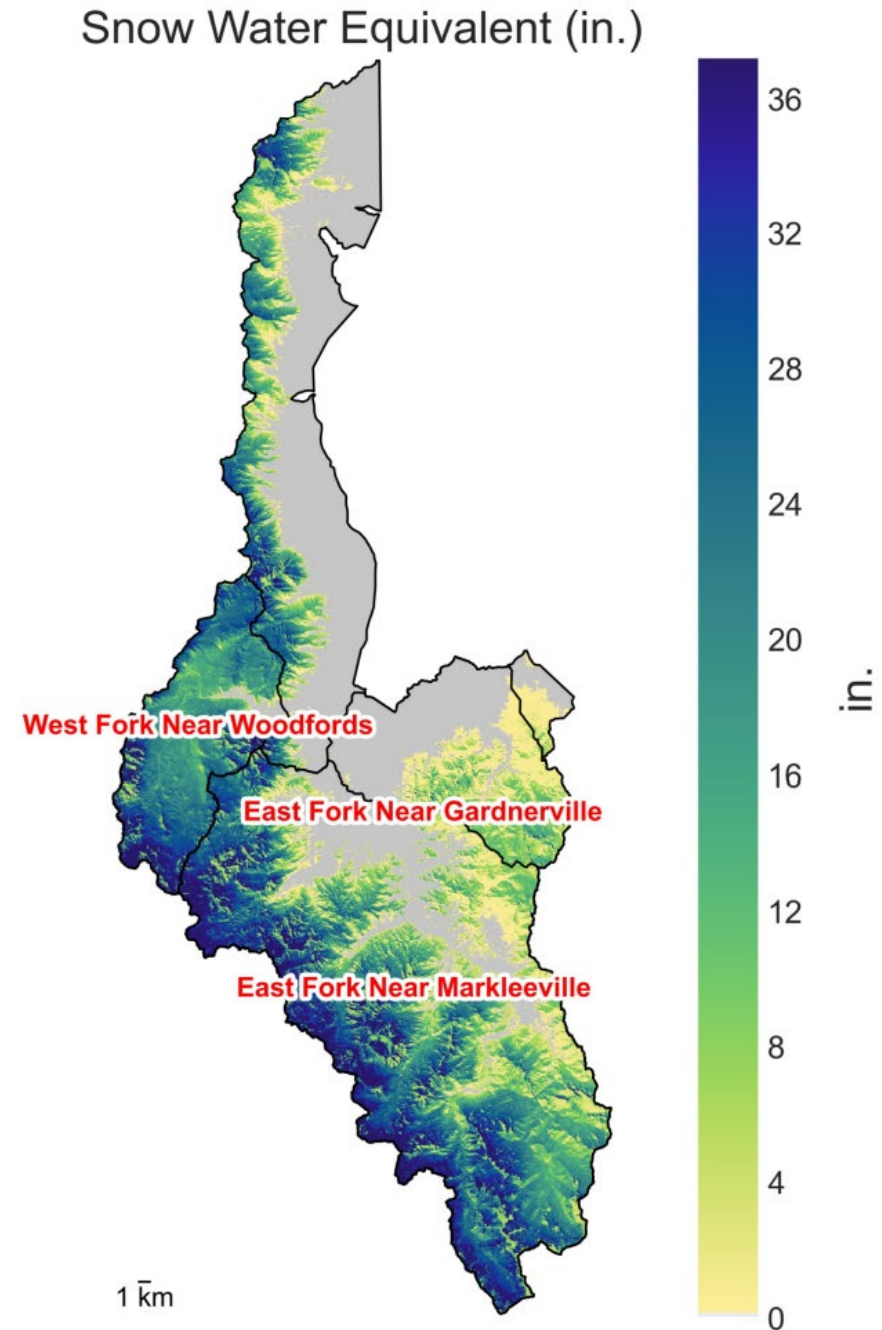 Snow Water Equivalent (in.)
36
32
28
24
20
in.
West Fork Near Woodfords
16
East Fork Near Gardnerville
12
East Fork Near Markleeville
8
4
1 km
0